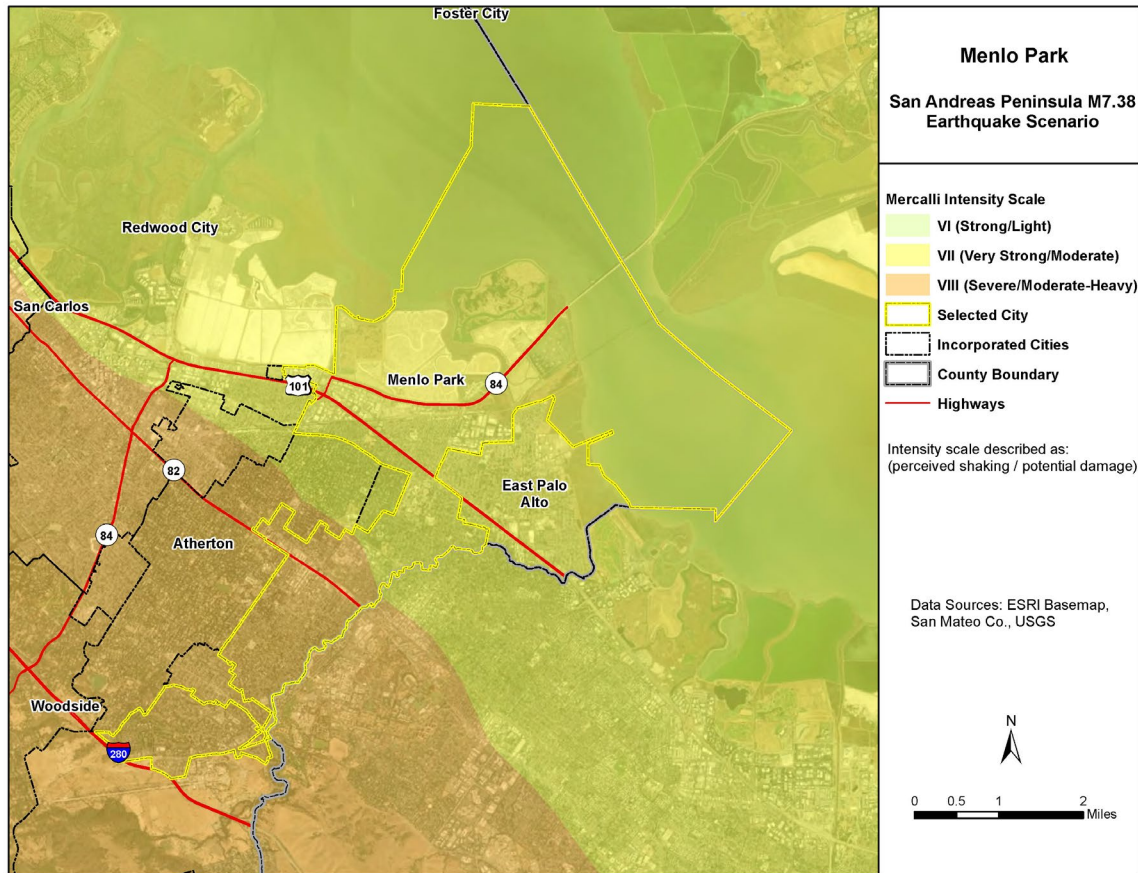 Foster City
Redwood City
San Carlos
101
Menlo Park
84
82
East Palo
Alto
84
Atherton
Woodside
280
Menlo Park
San Andreas Peninsula M7.38
Earthquake Scenario
Mercalli Intensity Scale
VI (Strong/Light)
VII (Very Strong/Moderate)
VIII (Severe/Moderate-Heavy)
Selected City
Incorporated Cities
County Boundary
Highways
Intensity scale described as:
(perceived shaking / potential damage)
Data Sources: ESRI Basemap,
San Mateo Co., USGS
N
0 0.5 1 2
Miles